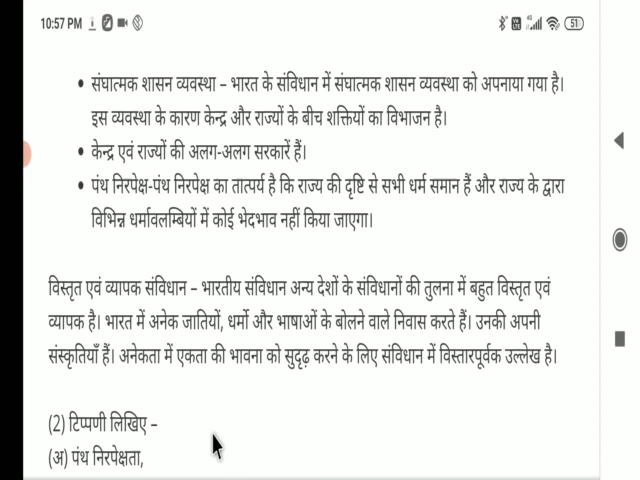 10:57 PM
51
• संघात्मक शासन व्यवस्था – भारत के संविधान में संघात्मक शासन व्यवस्था को अपनाया गया है।
इस व्यवस्था के कारण केन्द्र और राज्यों के बीच शक्तियों का विभाजन है।
• केन्द्र एवं राज्यों की अलग-अलग सरकारें हैं।
• पंथ निरपेक्ष-पंथ निरपेक्ष का तात्पर्य है कि राज्य की दृष्टि से सभी धर्म समान हैं और राज्य के द्वारा
विभिन्न धर्मावलम्बियों में कोई भेदभाव नहीं किया जाएगा।
विस्तृत एवं व्यापक संविधान – भारतीय संविधान अन्य देशों के संविधानों की तुलना में बहुत विस्तृत एवं
व्यापक है। भारत में अनेक जातियों, धर्मो और भाषाओं के बोलने वाले निवास करते हैं। उनकी अपनी
संस्कृतियाँ हैं। अनेकता में एकता की भावना को सुदृढ़ करने के लिए संविधान में विस्तारपूर्वक उल्लेख है।
(2) टिप्पणी लिखिए –
(अ) पंथ निरपेक्षता,